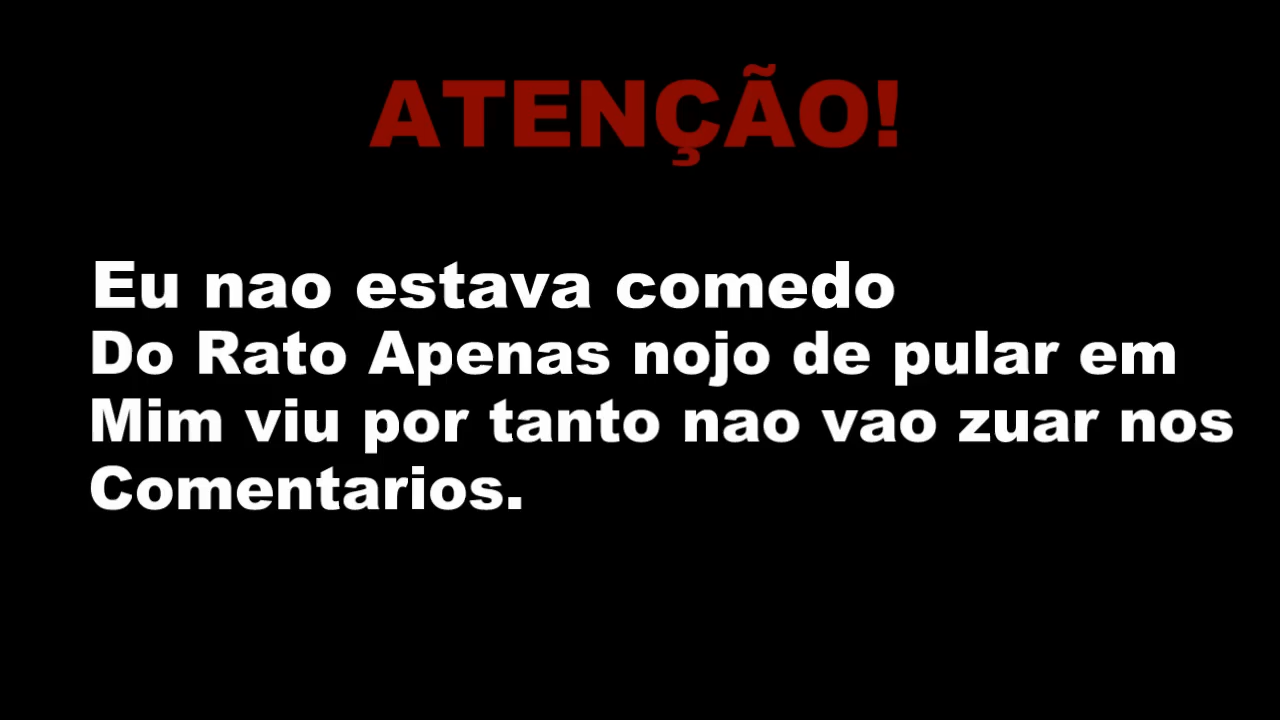 ATENÇÃO!
Eu nao estava comedo
Do Rato Apenas nojo de pular em
Mim viu por tanto nao vao zuar nos
Comentarios.